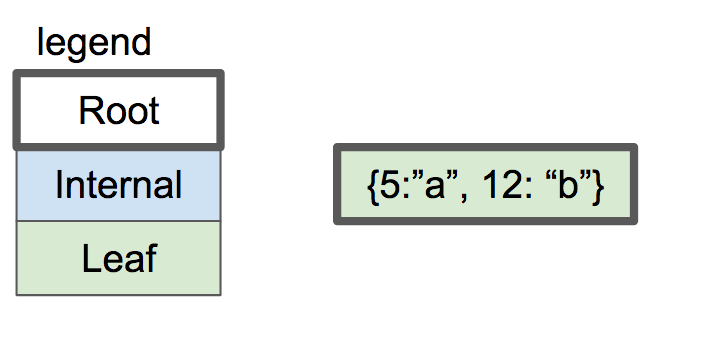 legend
Root
Internal
{5:”a”, 12: “b”}
Leaf